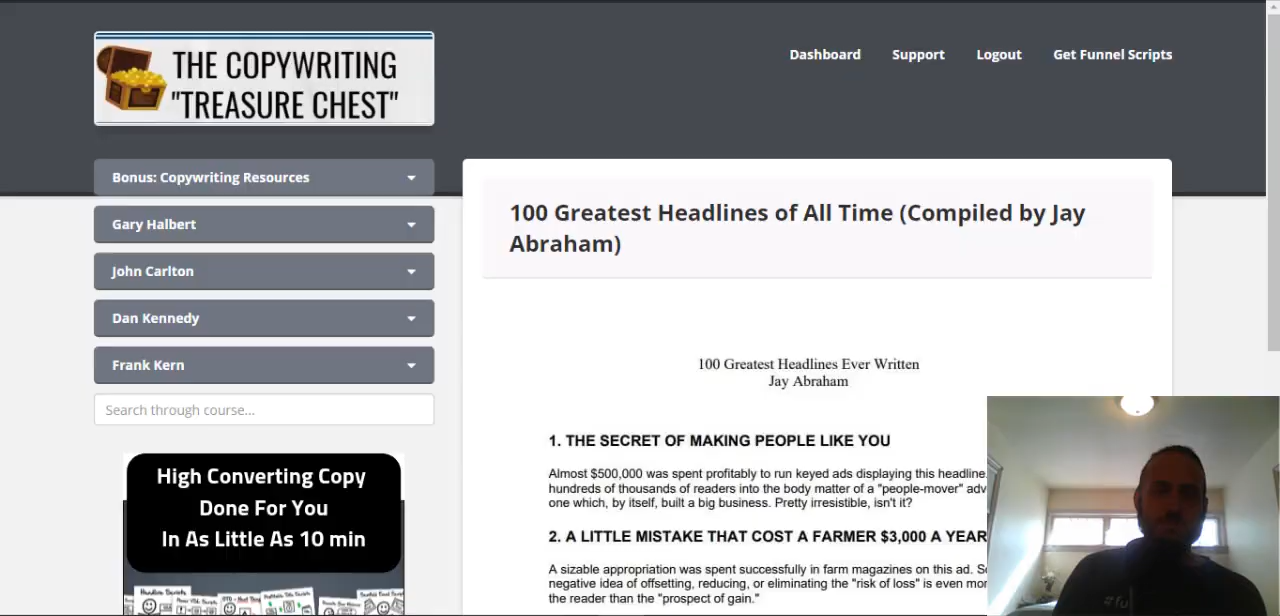 THE COPYWRITING
"TREASURE CHEST"
Dashboard
Support
Logout
Get Funnel Scripts
Bonus: Copywriting Resources
Gary Halbert
John Carlton
Dan Kennedy
Frank Kern
Search through course...
High Converting Copy
Done For You
In As Little As 10 min
100 Greatest Headlines of All Time (Compiled by Jay
Abraham)
100 Greatest Headlines Ever Written
Jay Abraham
1. THE SECRET OF MAKING PEOPLE LIKE YOU
Almost $500,000 was spent profitably to run keyed ads displaying this headline.
hundreds of thousands of readers into the body matter of a "people-mover" adv
one which, by itself, built a big business. Pretty irresistible, isn't it?
2. A LITTLE MISTAKE THAT COST A FARMER $3,000 A YEAR
A sizable appropriation was spent successfully in farm magazines on this ad. So
negative idea of offsetting, reducing, or eliminating the "risk of loss" is even mor
the reader than the "prospect of gain."